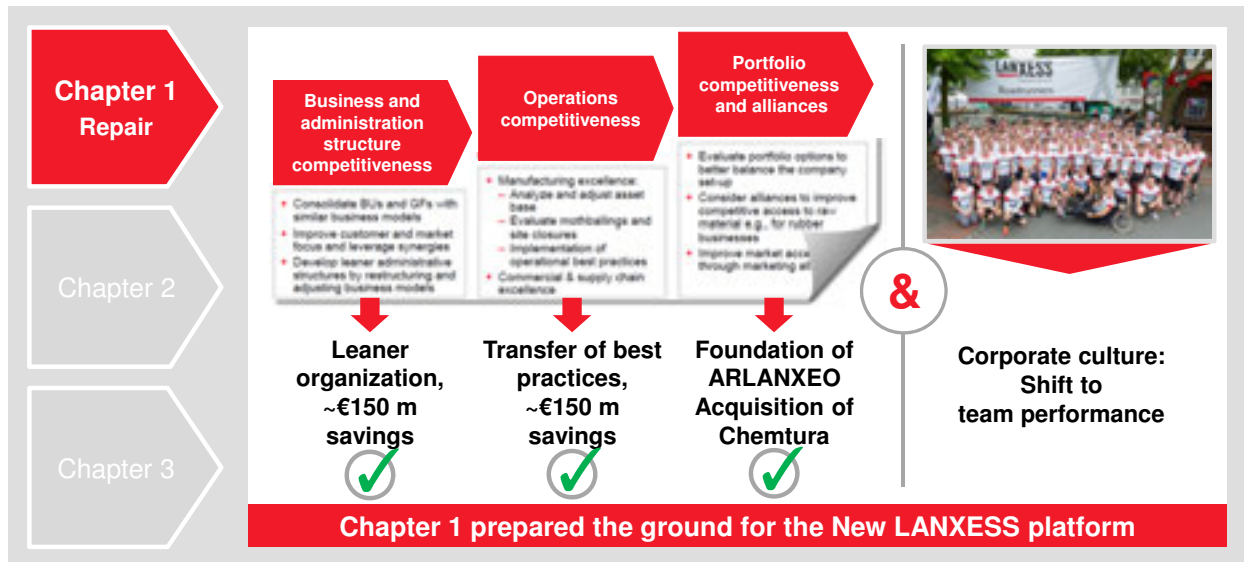 Chapter 1
Repair
Chapter 2
Chapter 3
Business and
administration
structure
competitiveness
• Consolidate BUs and GFs with
similar business models
• Improve customer and market
focus and leverage synergies
• Develop leaner administrative
structures by restructuring and
adjusting business models
Leaner
organization,
~€150 m
savings
Operations
competitiveness
• Manufacturing excellence:
– Analyze and adjust asset
base
– Evaluate mothballings and
site closures
– Implementation of
operational best practices
• Commercial & supply chain
excellence
Transfer of best
practices,
~€150 m
savings
Portfolio
competitiveness
and alliances
• Evaluate portfolio options to
better balance the company
set-up
• Consider alliances to improve
competitive access to raw
material e.g., for rubber
businesses
• Improve market acce
through marketing al
Foundation of
ARLANXEO
Acquisition of
Chemtura
&
LANXESS
Roadrunners
Corporate culture:
Shift to
team performance
Chapter 1 prepared the ground for the New LANXESS platform